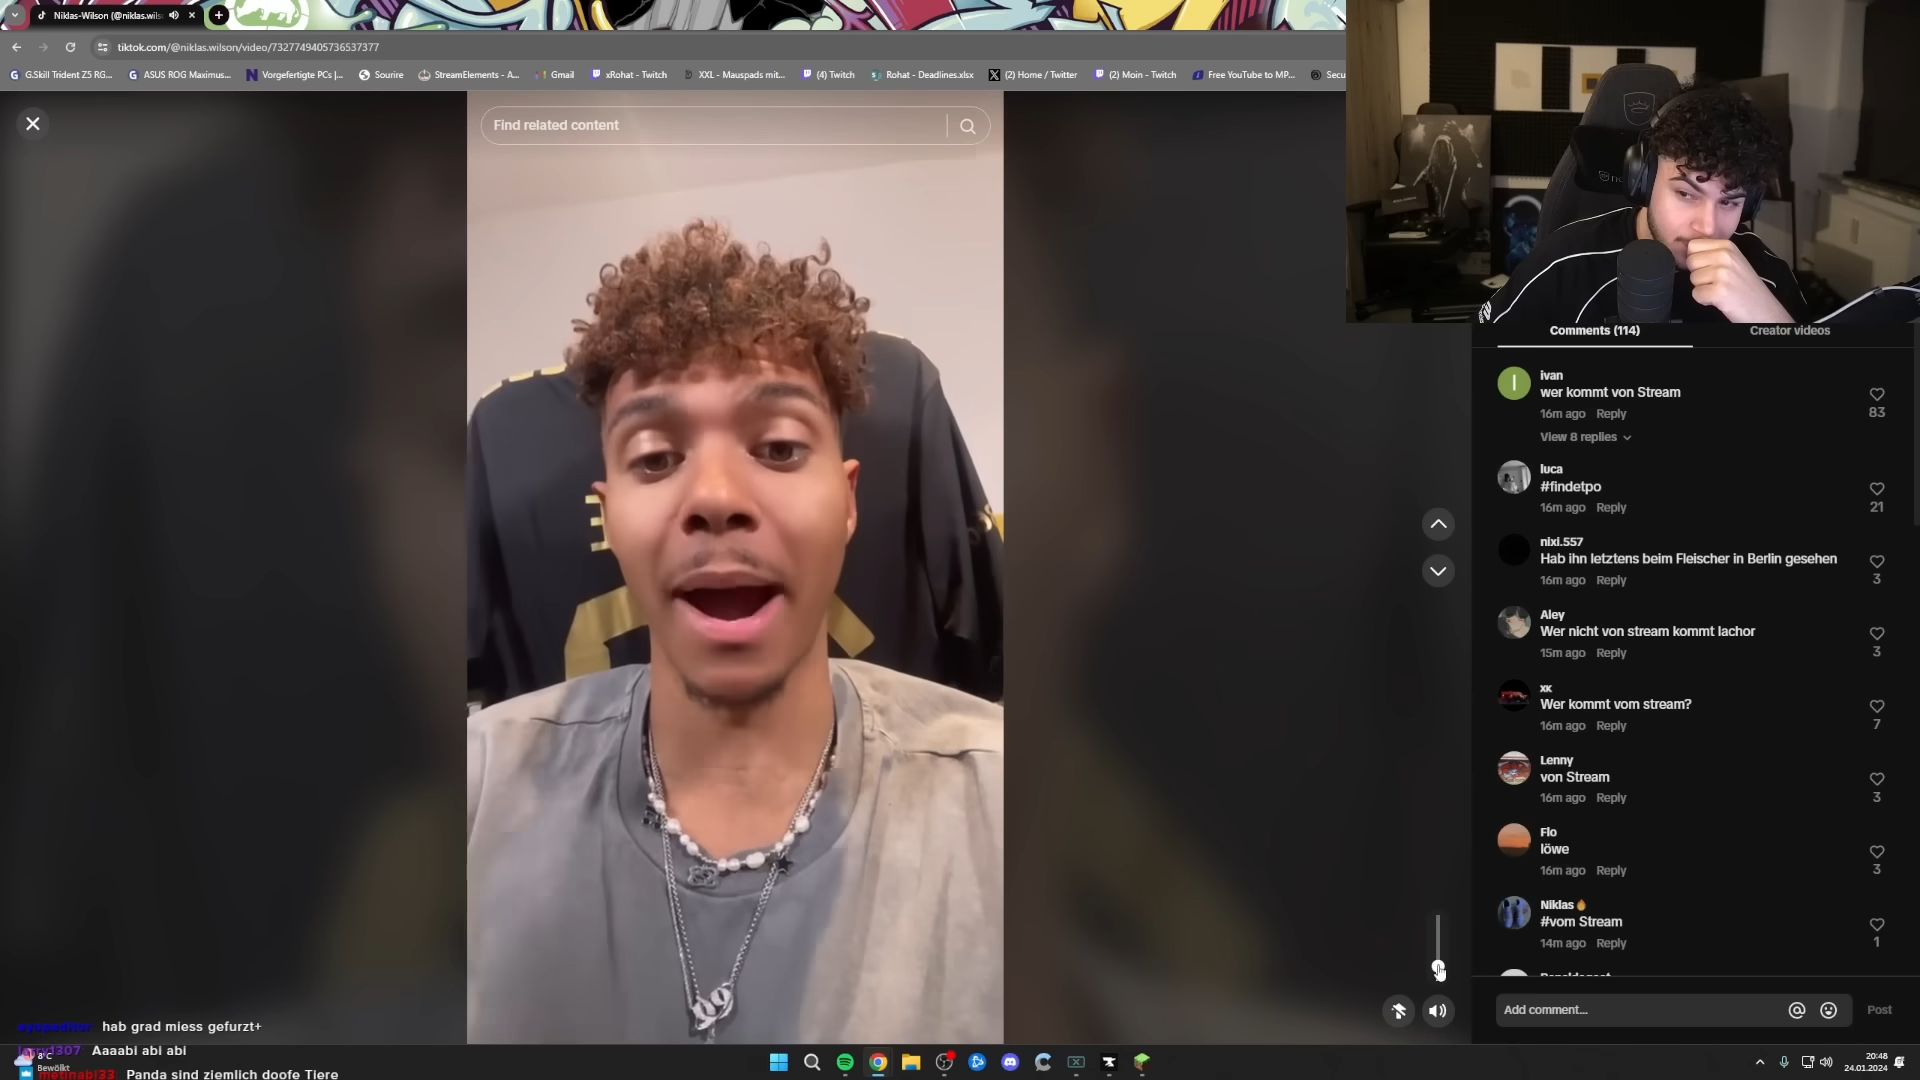 Niklas-Wilson (@niklas.wils
tiktok.com/@niklas.wilson/video/7327749405736537377
G.Skill Trident Z5 RG...
ASUS ROG Maximus...
Vorgefertigte PCs |...
Sourire
StreamElements - A...
Gmail
xRohat - Twitch
XXL - Mauspads mit...
(4) Twitch
Rohat - Deadlines.xlsx
(2) Home / Twitter
(2) Moin - Twitch
Free YouTube to MP...
Secu
Find related content
Comments (114)
Creator videos
ivan
wer kommt von Stream
16m ago Reply
83
View 8 replies
luca
#findetpo
16m ago Reply
21
nixi.557
Hab ihn letztens beim Fleischer in Berlin gesehen
16m ago Reply
3
Aley
Wer nicht von stream kommt lachor
15m ago Reply
3
xK
Wer kommt vom stream?
16m ago Reply
7
Lenny
von Stream
16m ago Reply
3
Flo
löwe
16m ago Reply
3
Niklas
#vom Stream
14m ago Reply
1
Add comment...
Post
hab grad miess gefurzt+
Aaaabi abi abi
metinabi33 Panda sind ziemlich doofe Tiere
8°C
Bewölkt
20:48
24.01.2024